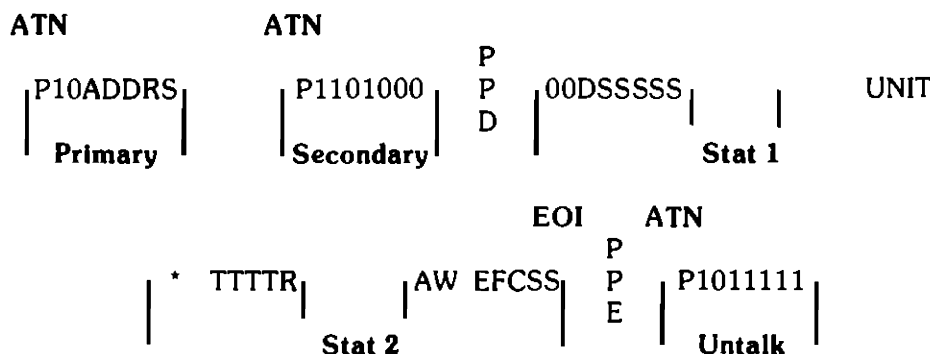 ATN ATN
P
P10ADDRS P1101000 P 00DSSSSS UNIT
D
Primary Secondary Stat 1
EOI ATN
P
* TTTTR AW EFCSS P P1011111
E
Stat 2 Untalk